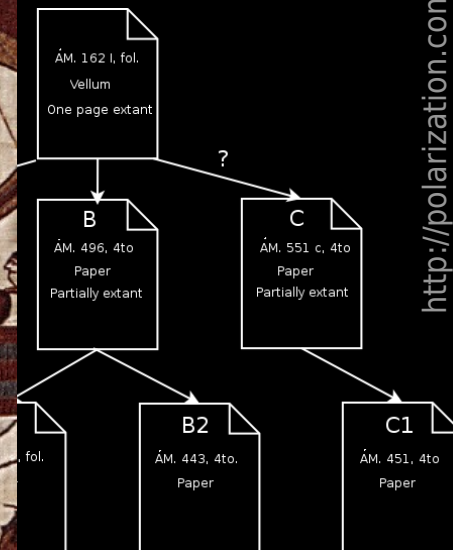 ÁM. 162 I, fol.
Vellum
One page extant
?
B
ÁM. 496, 4to
Paper
Partially extant
C
ÁM. 551 c, 4to
Paper
Partially extant
, fol.
B2
ÁM. 443, 4to.
Paper
C1
ÁM. 451, 4to
Paper
http://polarization.com